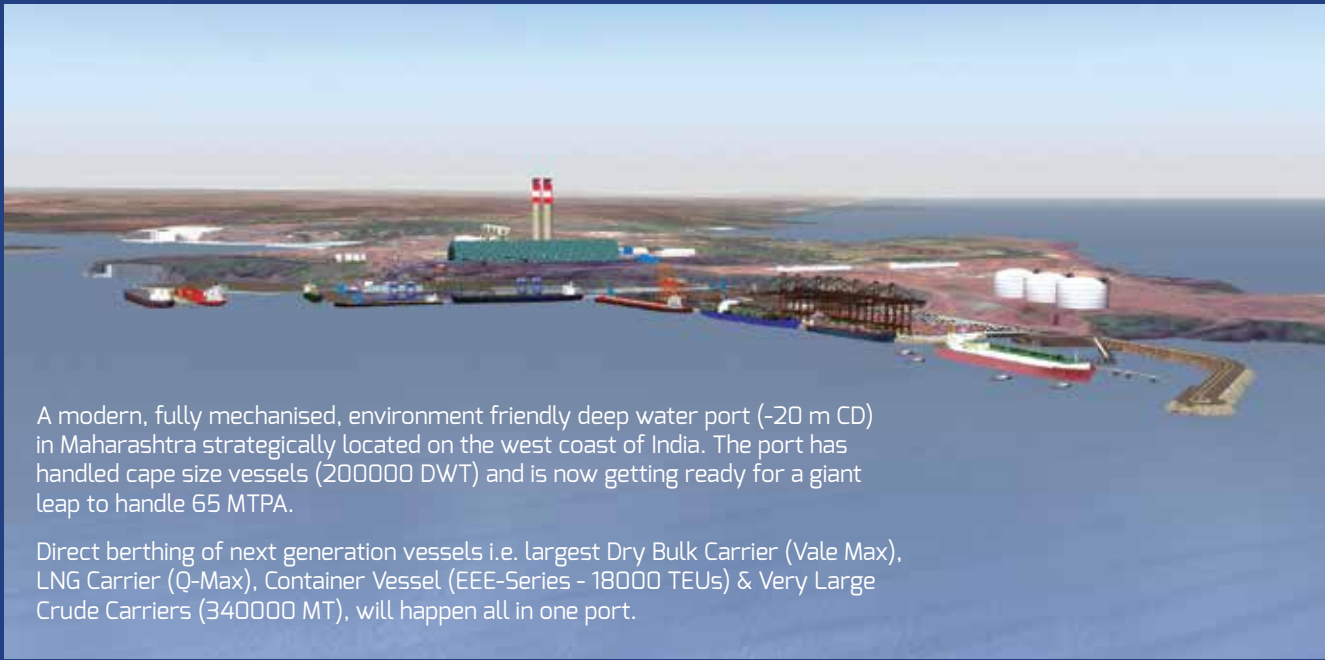 A modern, fully mechanised, environment friendly deep water port (-20 m CD)
in Maharashtra strategically located on the west coast of India. The port has
handled cape size vessels (200000 DWT) and is now getting ready for a giant
leap to handle 65 MTPA.
Direct berthing of next generation vessels i.e. largest Dry Bulk Carrier (Vale Max),
LNG Carrier (Q-Max), Container Vessel (EEE-Series - 18000 TEUs) & Very Large
Crude Carriers (340000 MT), will happen all in one port.